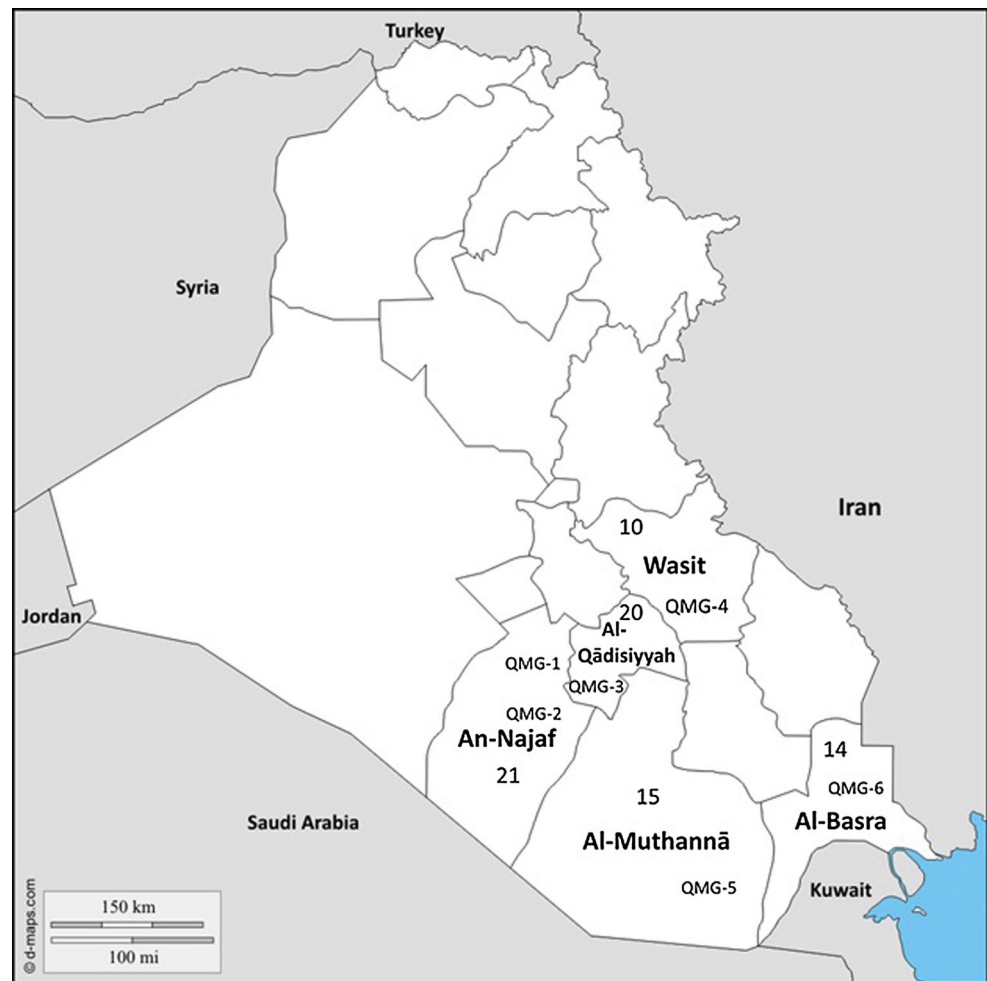 Turkey
Syria
Iran
10
Wasit
QMG-4
Jordan
20
Al-
Qādisiyyah
QMG-1
QMG-3
QMG-2
An-Najaf
21
14
QMG-6
15
Al-Basra
Saudi Arabia
Al-Muthannā
QMG-5
Kuwait
© d-maps.com
150 km
100 mi